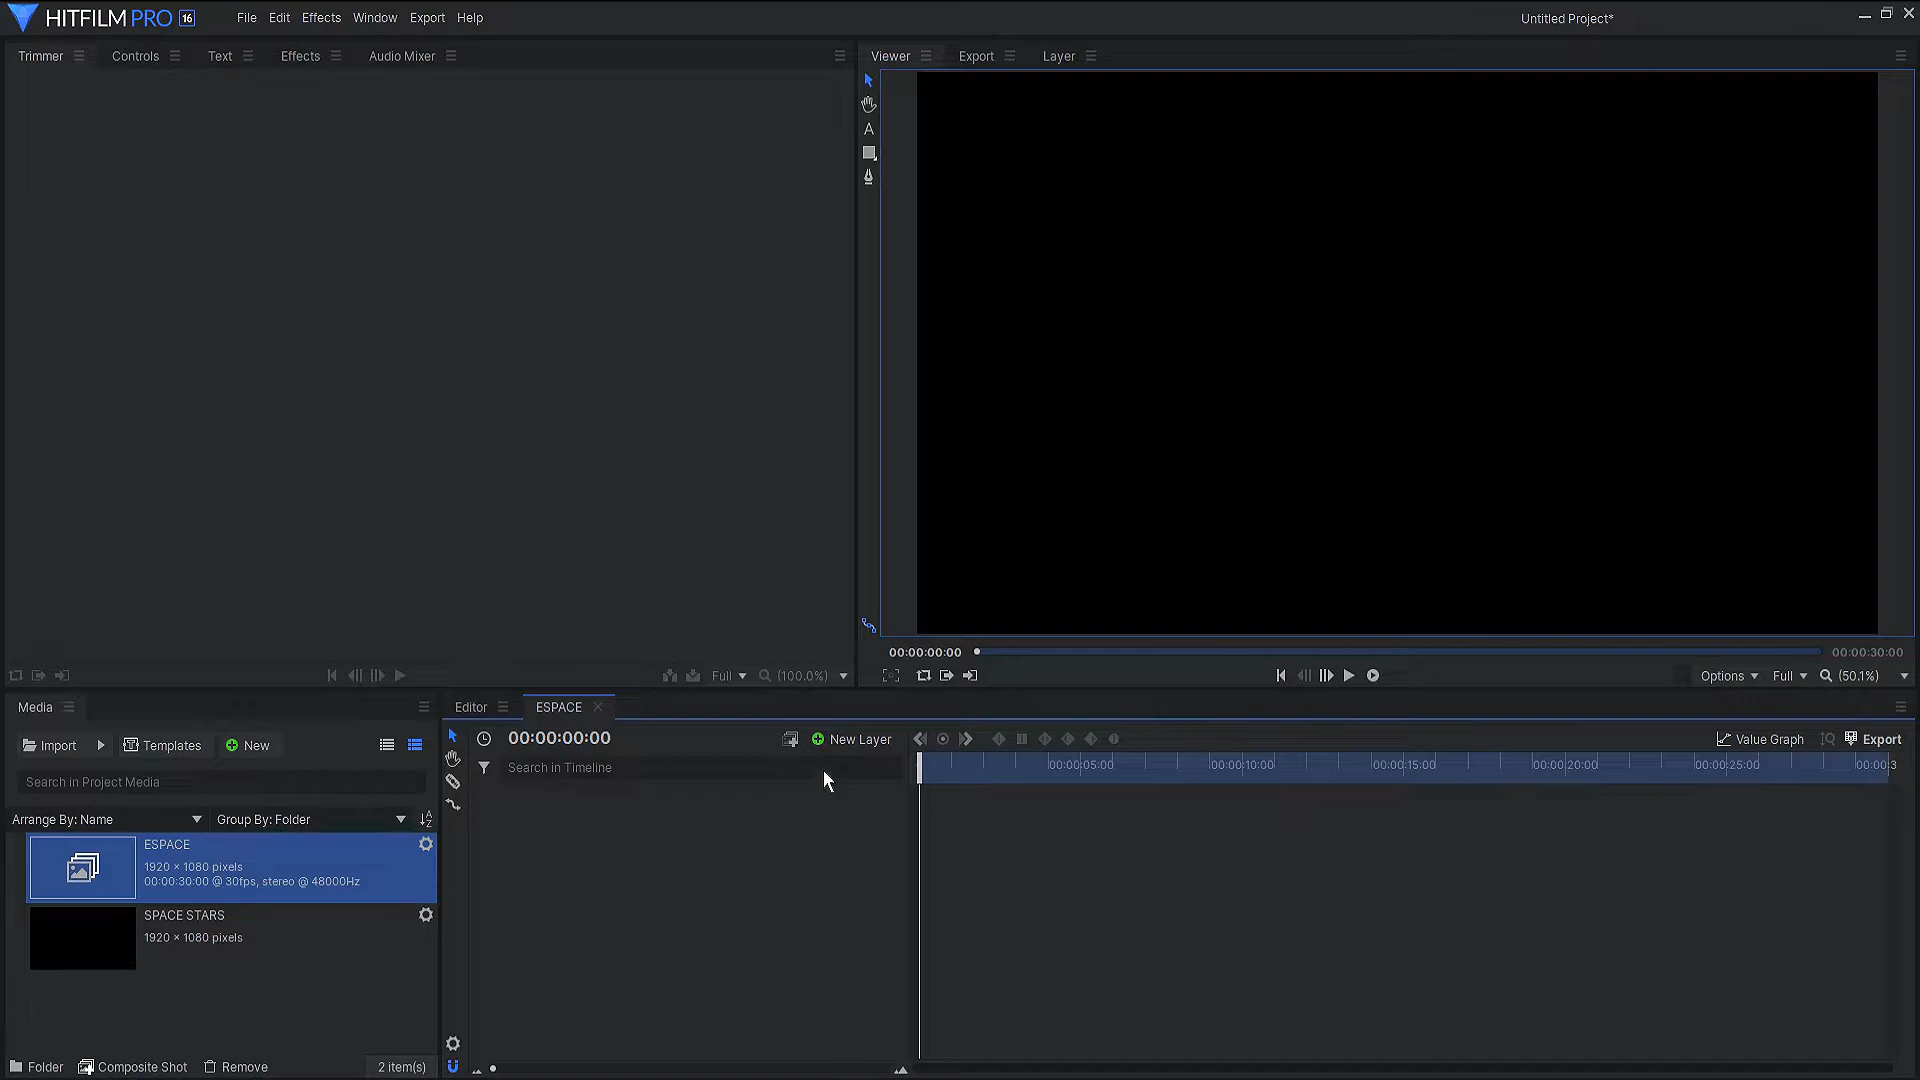 HITFILM PRO 16 File Edit Effects Window Export Help Untitled Project*
Trimmer Controls Text Effects Audio Mixer
Viewer Export Layer
A
00:00:00:00 00:00:30:00
Full (100.0%)
Options Full (50.1%)
Media
Import Templates New
Search in Project Media
Arrange By: Name Group By: Folder
ESPACE
1920 × 1080 pixels
00:00:30:00 @ 30fps, stereo @ 48000Hz
SPACE STARS
1920 × 1080 pixels
Folder Composite Shot Remove 2 item(s)
Editor ESPACE
00:00:00:00 New Layer Value Graph Export
Search in Timeline
00:00:05:00 00:00:10:00 00:00:15:00 00:00:20:00 00:00:25:00 00:00:3